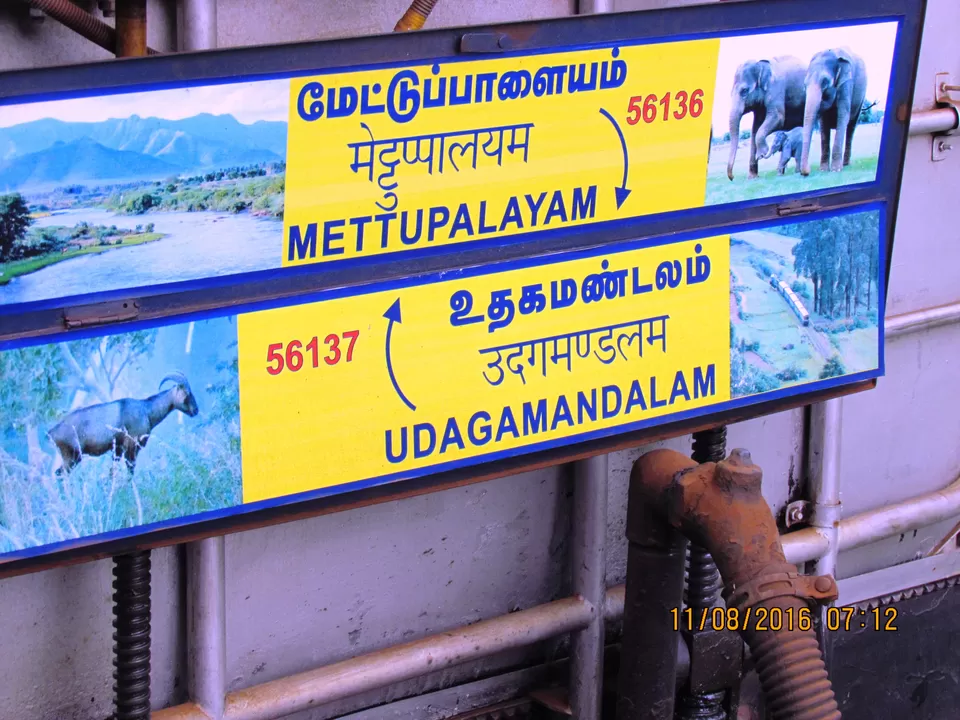 மேட்டுப்பாளையம்
56136
मेट्टुप्पालयम
METTUPALAYAM
56137
உதகமண்டலம்
उदगमण्डलम
UDAGAMANDALAM
11/08/2016 07:12